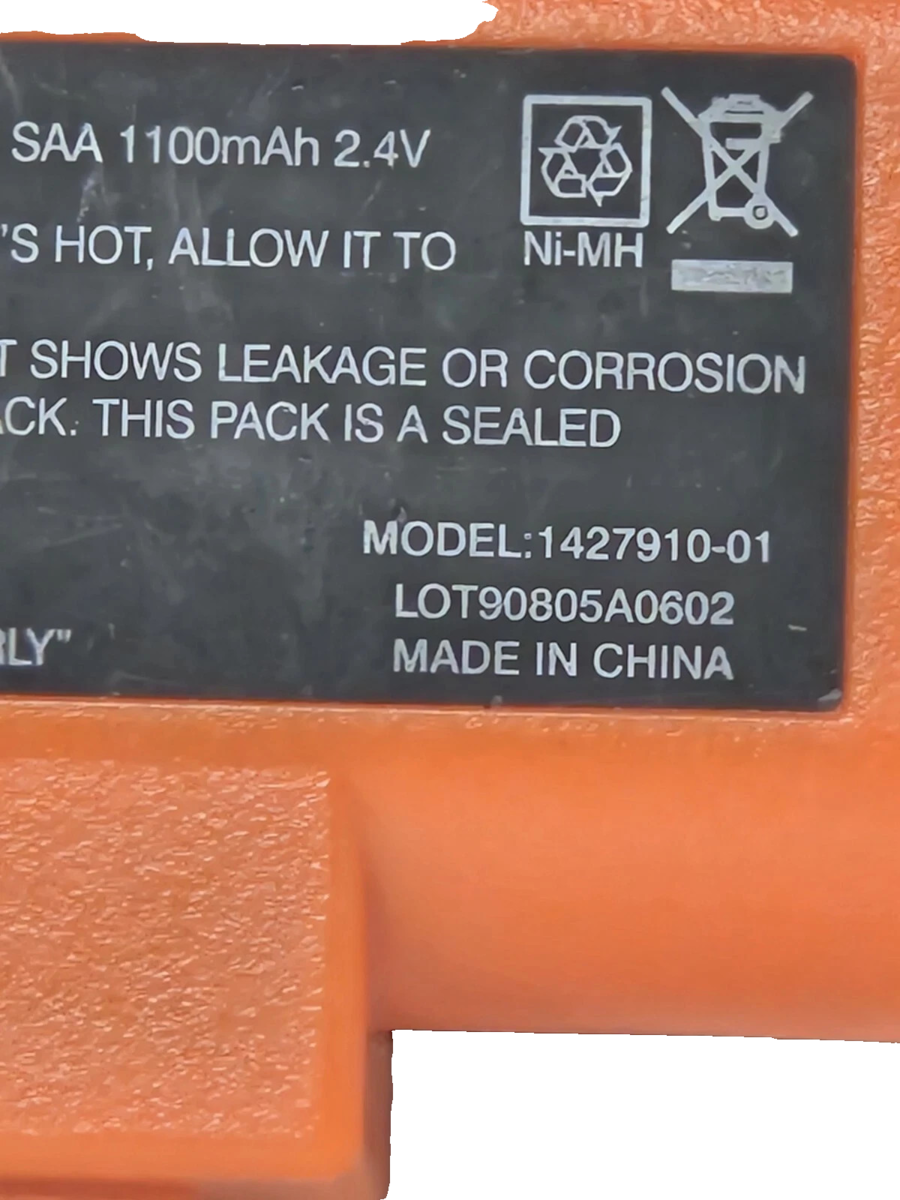 SAA 1100mAh 2.4V
'S HOT, ALLOW IT TO
Ni-MH
T SHOWS LEAKAGE OR CORROSION
ACK. THIS PACK IS A SEALED
MODEL:1427910-01
LOT90805A0602
RLY"
MADE IN CHINA